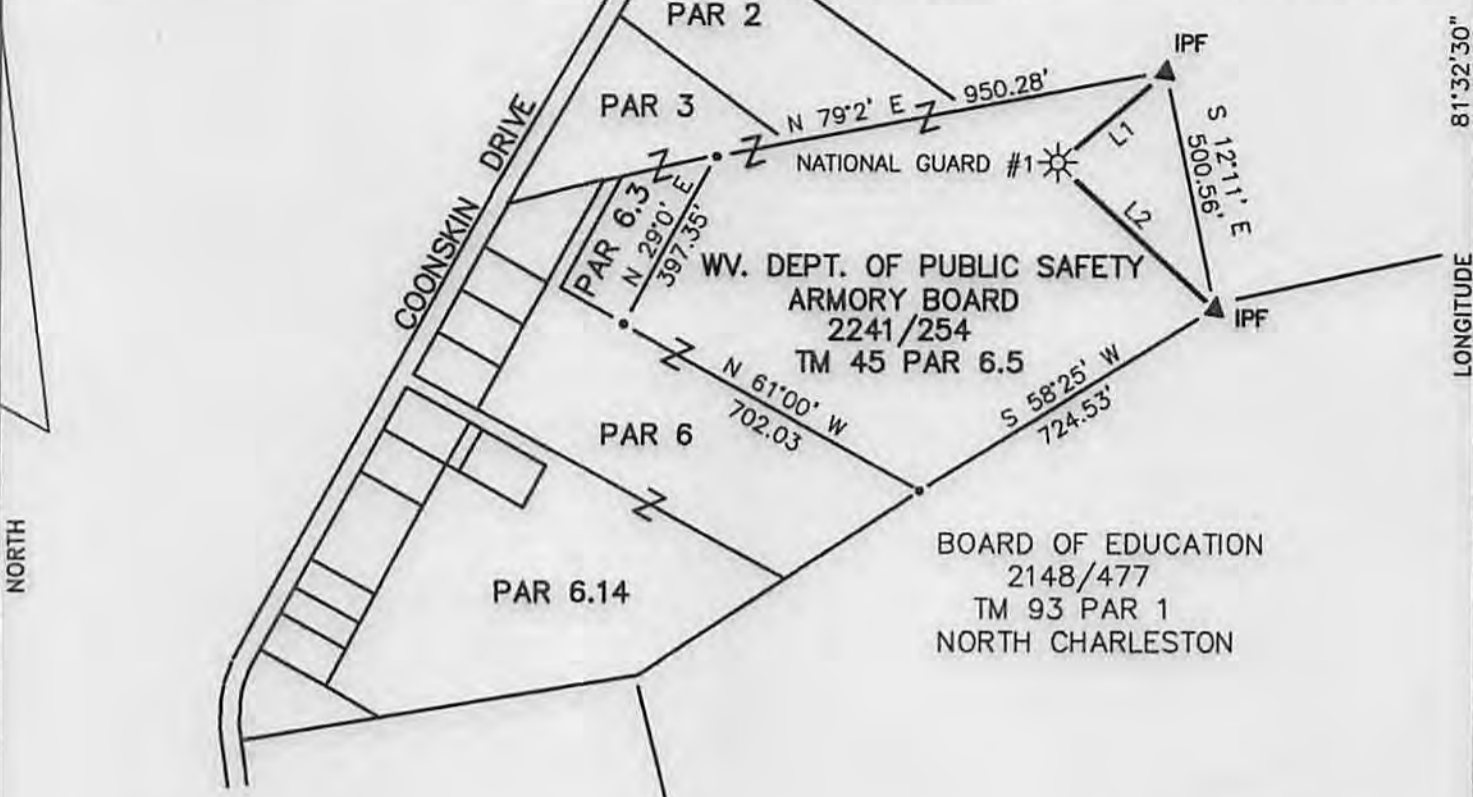 PAR 2
IPF
81°32'30"
PAR 3
N 79°2' E
950.28'
COONSKIN DRIVE
NATIONAL GUARD #1
L1
S 12°11' E
500.56'
PAR 6.3
N 29°0' E
397.35'
L2
WV. DEPT. OF PUBLIC SAFETY
ARMORY BOARD
2241/254
TM 45 PAR 6.5
IPF
LONGITUDE
N 61°00' W
702.03
S 58°25' W
724.53'
PAR 6
NORTH
BOARD OF EDUCATION
2148/477
TM 93 PAR 1
NORTH CHARLESTON
PAR 6.14